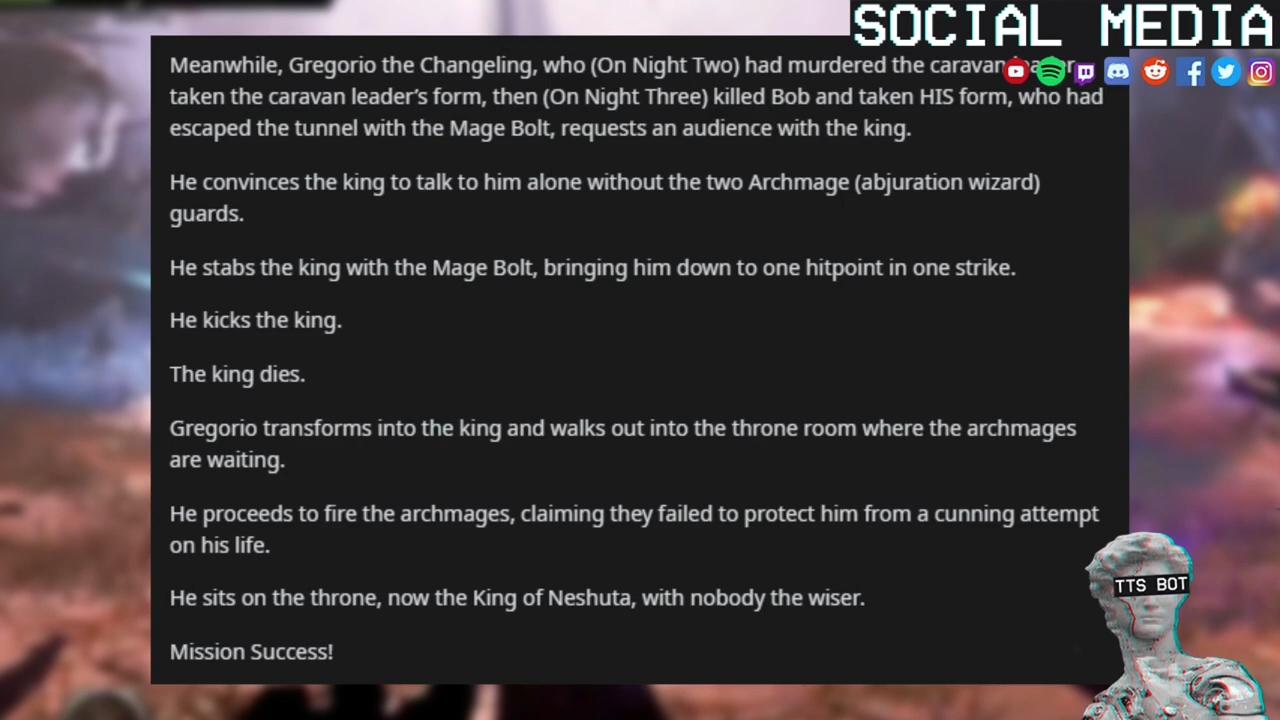 SOCIAL MEDIA
Meanwhile, Gregorio the Changeling, who (On Night Two) had murdered the caravan
taken the caravan leader’s form, then (On Night Three) killed Bob and taken HIS form, who had
escaped the tunnel with the Mage Bolt, requests an audience with the king.
He convinces the king to talk to him alone without the two Archmage (abjuration wizard)
guards.
He stabs the king with the Mage Bolt, bringing him down to one hitpoint in one strike.
He kicks the king.
The king dies.
Gregorio transforms into the king and walks out into the throne room where the archmages
are waiting.
He proceeds to fire the archmages, claiming they failed to protect him from a cunning attempt
on his life.
He sits on the throne, now the King of Neshuta, with nobody the wiser.
Mission Success!
TTS BOT